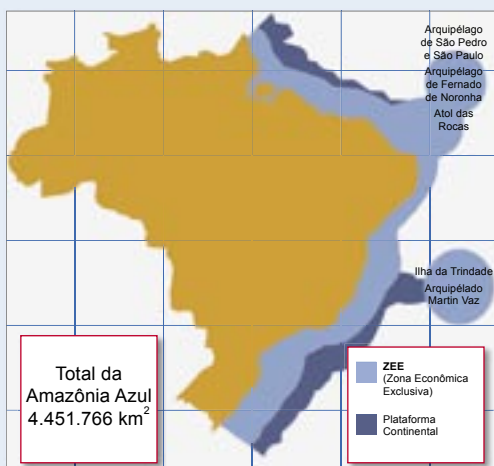 Arquipélago
de São Pedro
e São Paulo
Arquipélago
de Fernado
de Noronha
Atol das
Rocas
Ilha da Trindade
Arquipélado
Martin Vaz
Total da
Amazônia Azul
4.451.766 km²
ZEE
(Zona Econômica
Exclusiva)
Plataforma
Continental